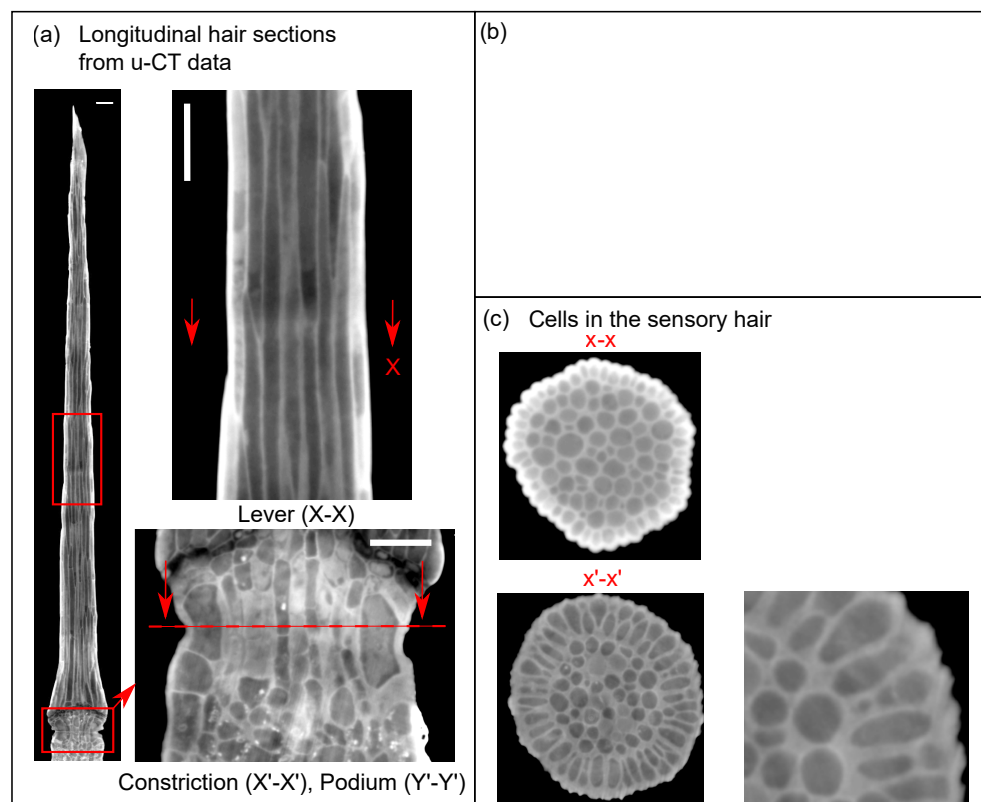 (a) Longitudinal hair sections
from u-CT data
X
Lever (X-X)
Constriction (X'-X'), Podium (Y'-Y')
(b)
(c) Cells in the sensory hair
x-x
x'-x'